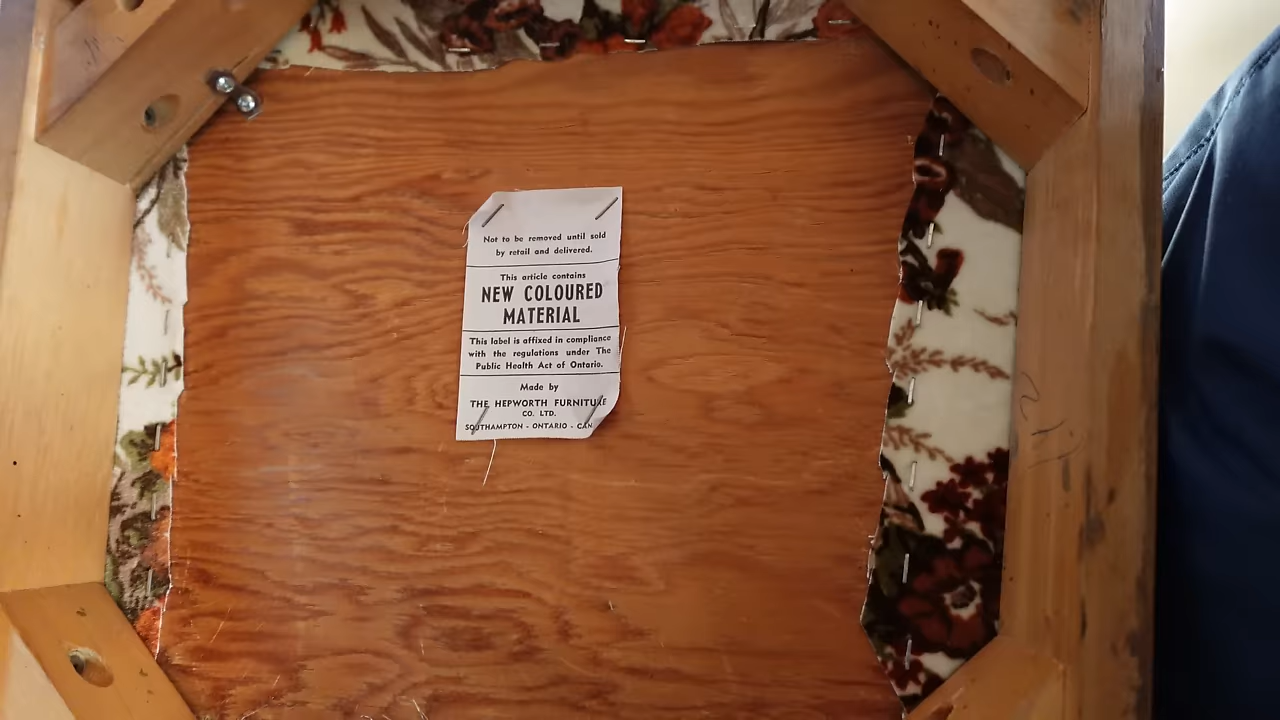 Not to be removed until sold
by retail and delivered.
This article contains
NEW COLOURED
MATERIAL
This label is affixed in compliance
with the regulations under The
Public Health Act of Ontario.
Made by
THE HEPWORTH FURNITURE
CO. LTD.
SOUTHAMPTON - ONTARIO - CAN.